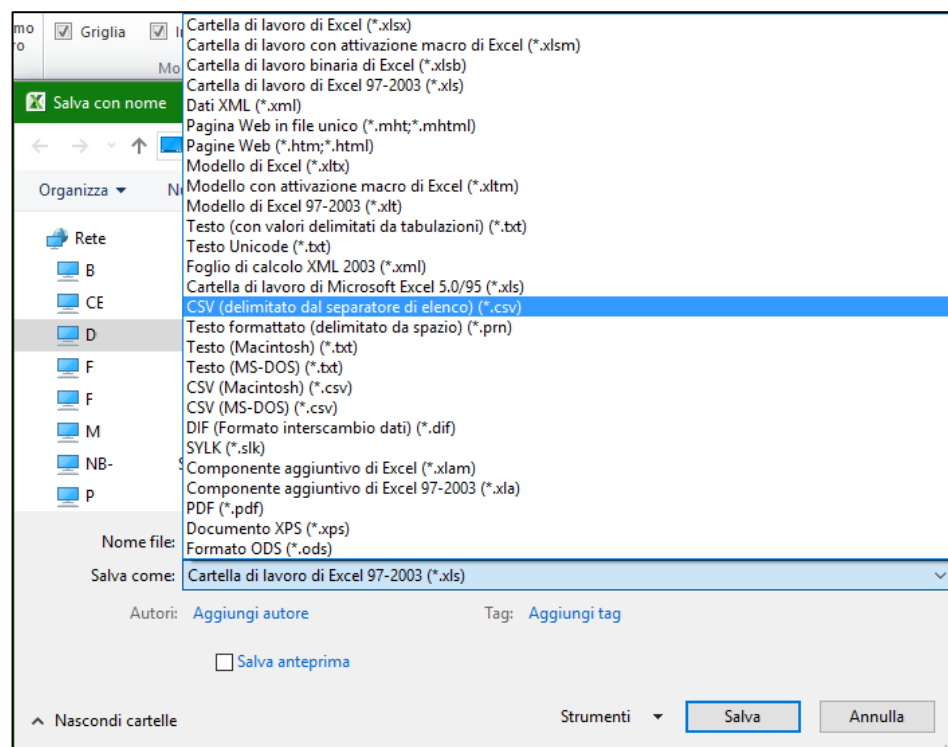 mo
ro
Griglia
Mo
Cartella di lavoro di Excel (*.xlsx)
Cartella di lavoro con attivazione macro di Excel (*.xlsm)
Cartella di lavoro binaria di Excel (*.xlsb)
Cartella di lavoro di Excel 97-2003 (*.xls)
Dati XML (*.xml)
Pagina Web in file unico (*.mht;*.mhtml)
Pagine Web (*.htm;*.html)
Modello di Excel (*.xltx)
Modello con attivazione macro di Excel (*.xltm)
Modello di Excel 97-2003 (*.xlt)
Testo (con valori delimitati da tabulazioni) (*.txt)
Testo Unicode (*.txt)
Foglio di calcolo XML 2003 (*.xml)
Cartella di lavoro di Microsoft Excel 5.0/95 (*.xls)
CSV (delimitato dal separatore di elenco) (*.csv)
Testo formattato (delimitato da spazio) (*.prn)
Testo (Macintosh) (*.txt)
Testo (MS-DOS) (*.txt)
CSV (Macintosh) (*.csv)
CSV (MS-DOS) (*.csv)
DIF (Formato interscambio dati) (*.dif)
SYLK (*.slk)
Componente aggiuntivo di Excel (*.xlam)
Componente aggiuntivo di Excel 97-2003 (*.xla)
PDF (*.pdf)
Documento XPS (*.xps)
Formato ODS (*.ods)
Salva con nome
Organizza
Rete
B
CE
D
F
F
M
NB-
P
Nome file:
Salva come: Cartella di lavoro di Excel 97-2003 (*.xls)
Autori: Aggiungi autore Tag: Aggiungi tag
Salva anteprima
Nascondi cartelle Strumenti Salva Annulla